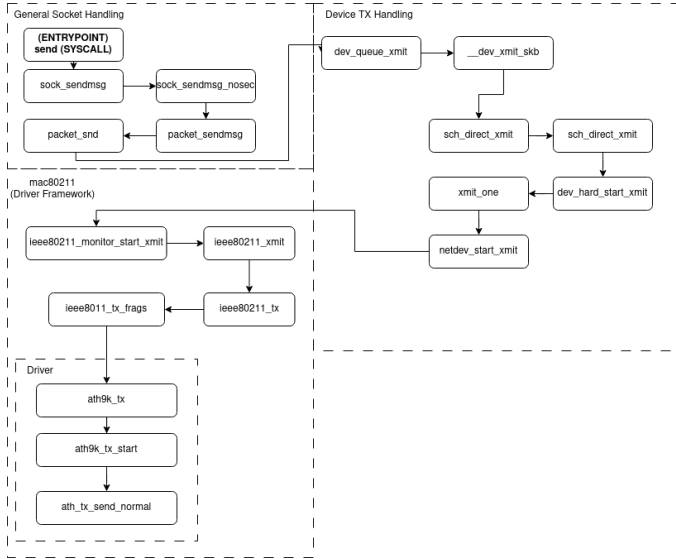 General Socket Handling
(ENTRYPOINT)
send (SYSCALL)
sock_sendmsg
sock_sendmsg_nosec
packet_snd
packet_sendmsg
Device TX Handling
dev_queue_xmit
__dev_xmit_skb
sch_direct_xmit
sch_direct_xmit
xmit_one
dev_hard_start_xmit
netdev_start_xmit
mac80211
(Driver Framework)
ieee80211_monitor_start_xmit
ieee80211_xmit
ieee8011_tx_frags
ieee80211_tx
Driver
ath9k_tx
ath9k_tx_start
ath_tx_send_normal